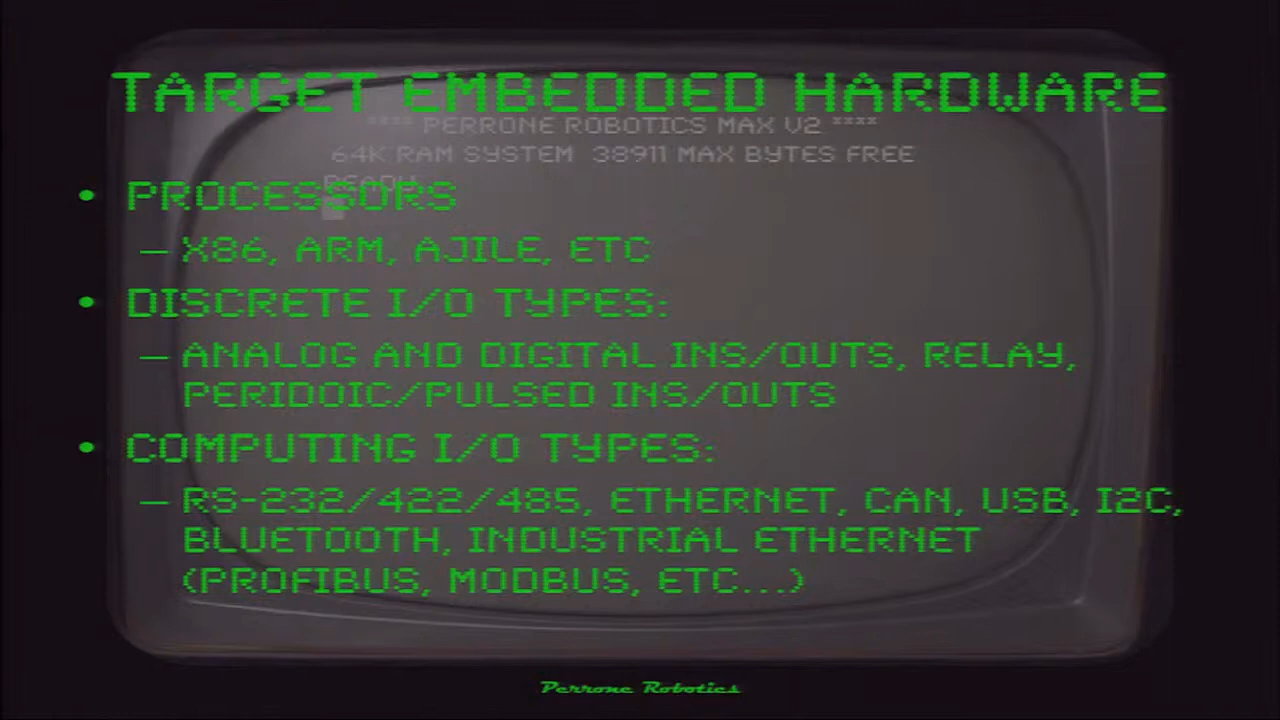 TARGET EMBEDDED HARDWARE
**** PERRONE ROBOTICS MAX V2 ****
64K RAM SYSTEM 38911 MAX BYTES FREE
READY
• PROCESSORS
– X86, ARM, AJILE, ETC
• DISCRETE I/O TYPES:
– ANALOG AND DIGITAL INS/OUTS, RELAY,
PERIDOIC/PULSED INS/OUTS
• COMPUTING I/O TYPES:
– RS-232/422/485, ETHERNET, CAN, USB, I2C,
BLUETOOTH, INDUSTRIAL ETHERNET
(PROFIBUS, MODBUS, ETC...)
Perrone Robotics